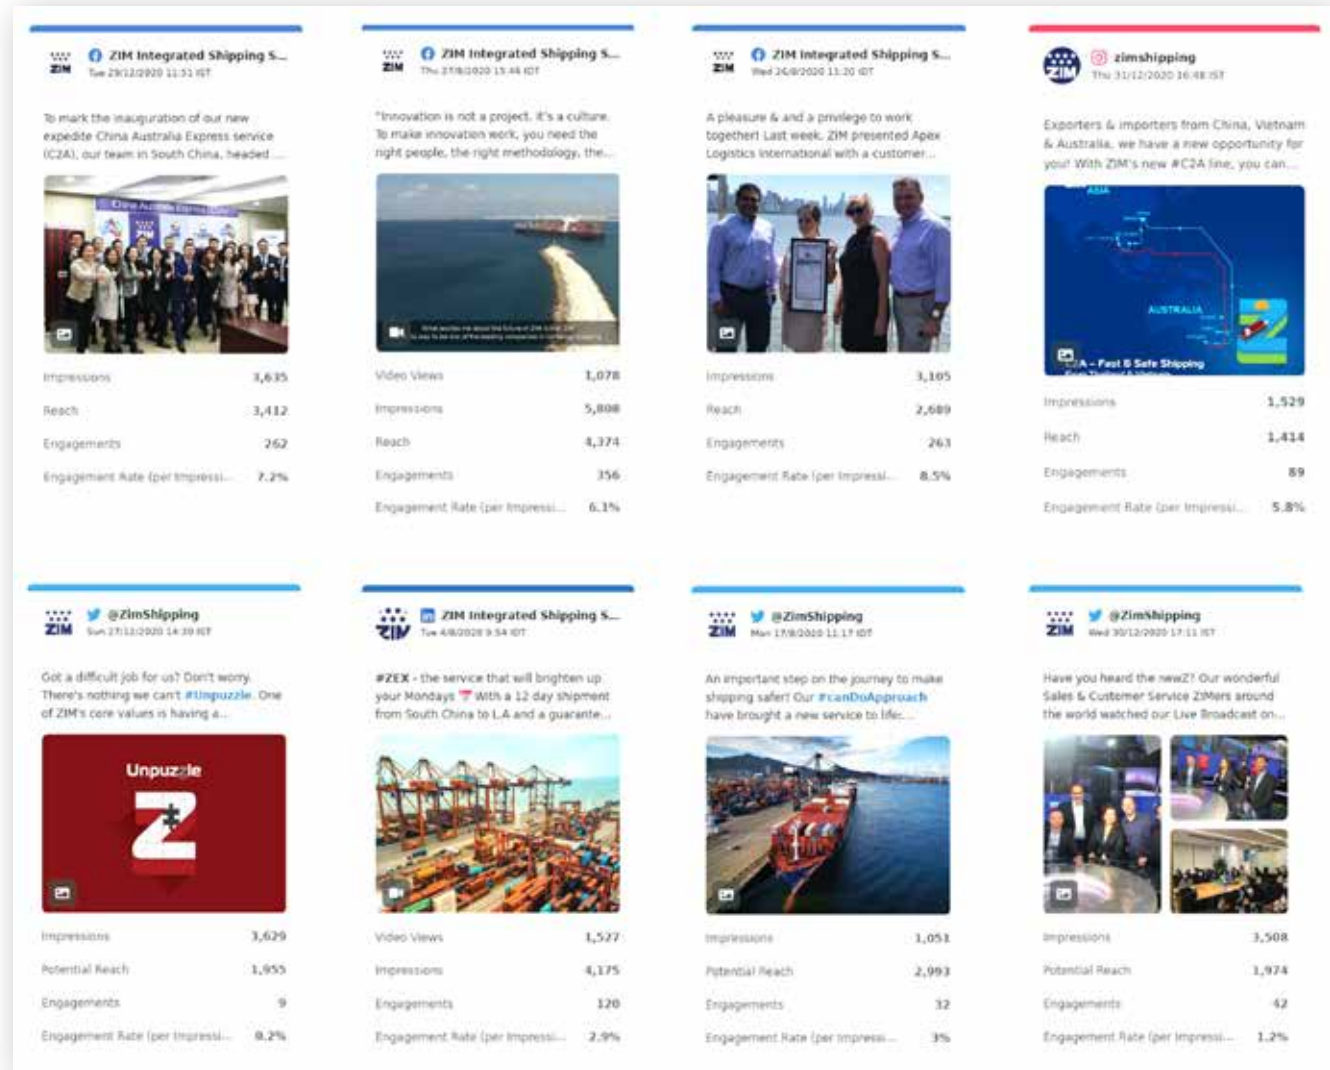 ZIM
ZIM Integrated Shipping S...
Tue 29/12/2020 11:51 IST
To mark the inauguration of our new
expedite China Australia Express service
(C2A), our team in South China, headed ...
China Australia Express (C2A)
ZIM
Impressions 3,635
Reach 3,412
Engagements 262
Engagement Rate (per Impressi... 7.2%
ZIM
ZIM Integrated Shipping S...
Thu 27/8/2020 15:46 IDT
"Innovation is not a project, it's a culture.
To make innovation work, you need the
right people, the right methodology, the...
Video Views 1,078
Impressions 5,808
Reach 4,374
Engagements 356
Engagement Rate (per Impressi... 6.1%
ZIM
ZIM Integrated Shipping S...
Wed 26/8/2020 13:20 IDT
A pleasure & and a privilege to work
together! Last week, ZIM presented Apex
Logistics International with a customer...
Impressions 3,105
Reach 2,689
Engagements 263
Engagement Rate (per Impressi... 8.5%
ZIM
zimshipping
Thu 31/12/2020 16:48 IST
Exporters & importers from China, Vietnam
& Australia, we have a new opportunity for
you! With ZIM's new #C2A line, you can...
ASIA
AUSTRALIA
C2A – Fast & Safe Shipping
From Thailand & Vietnam
Impressions 1,529
Reach 1,414
Engagements 89
Engagement Rate (per Impressi... 5.8%
ZIM
@ZimShipping
Sun 27/12/2020 14:39 IST
Got a difficult job for us? Don't worry.
There's nothing we can't #Unpuzzle. One
of ZIM's core values is having a...
Unpuzzle
Z
Impressions 3,629
Potential Reach 1,955
Engagements 9
Engagement Rate (per Impressi... 0.2%
ZIM
ZIM Integrated Shipping S...
Tue 4/8/2020 9:54 IDT
#ZEX - the service that will brighten up
your Mondays 📅 With a 12 day shipment
from South China to L.A and a guarante...
Video Views 1,527
Impressions 4,175
Engagements 120
Engagement Rate (per Impressi... 2.9%
ZIM
@ZimShipping
Mon 17/8/2020 11:17 IDT
An important step on the journey to make
shipping safer! Our #canDoApproach
have brought a new service to life:...
Impressions 1,051
Potential Reach 2,993
Engagements 32
Engagement Rate (per Impressi... 3%
ZIM
@ZimShipping
Wed 30/12/2020 17:11 IST
Have you heard the newZ? Our wonderful
Sales & Customer Service ZIMers around
the world watched our Live Broadcast on...
Impressions 3,508
Potential Reach 1,974
Engagements 42
Engagement Rate (per Impressi... 1.2%